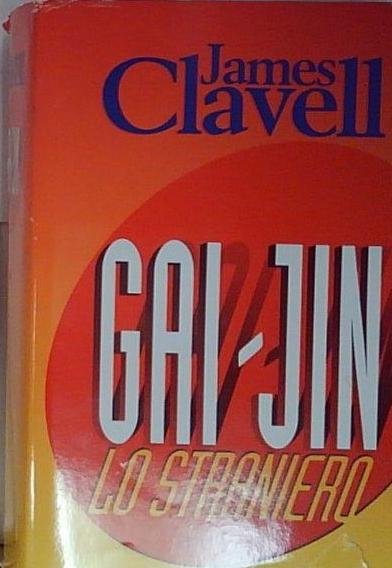 James
Clavell
GAI-JIN
LO STRANIERO